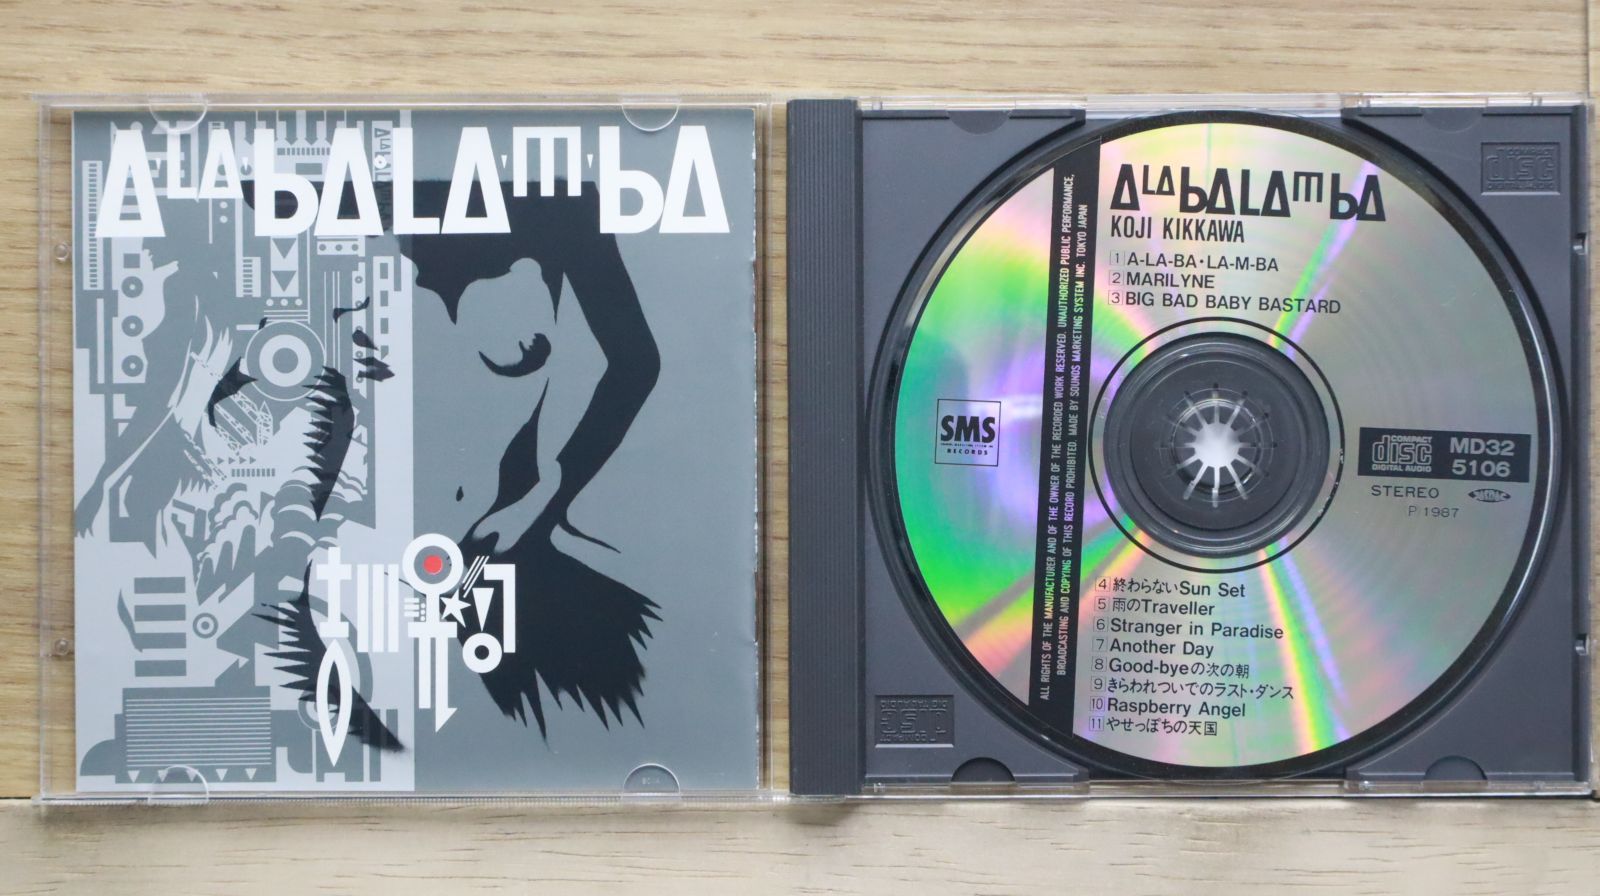 A·LA·bALAm·bA
ALAbALAmbA
KOJI KIKKAWA
1 A-LA-BA・LA-M-BA
2 MARILYNE
3 BIG BAD BABY BASTARD
ALL RIGHTS OF THE MANUFACTURER AND OF THE OWNER OF THE RECORDED WORK RESERVED. UNAUTHORIZED PUBLIC PERFORMANCE,
BROADCASTING AND COPYING OF THIS RECORD PROHIBITED. MADE BY SOUNDS MARKETING SYSTEM INC. TOKYO JAPAN
SMS
RECORDS
COMPACT
disc
DIGITAL AUDIO
MD32
5106
STEREO
P 1987
4 終わらないSun Set
5 雨のTraveller
6 Stranger in Paradise
7 Another Day
8 Good-byeの次の朝
9 きらわれついでのラスト・ダンス
10 Raspberry Angel
11 やせっぽちの天国
COMPACT
disc